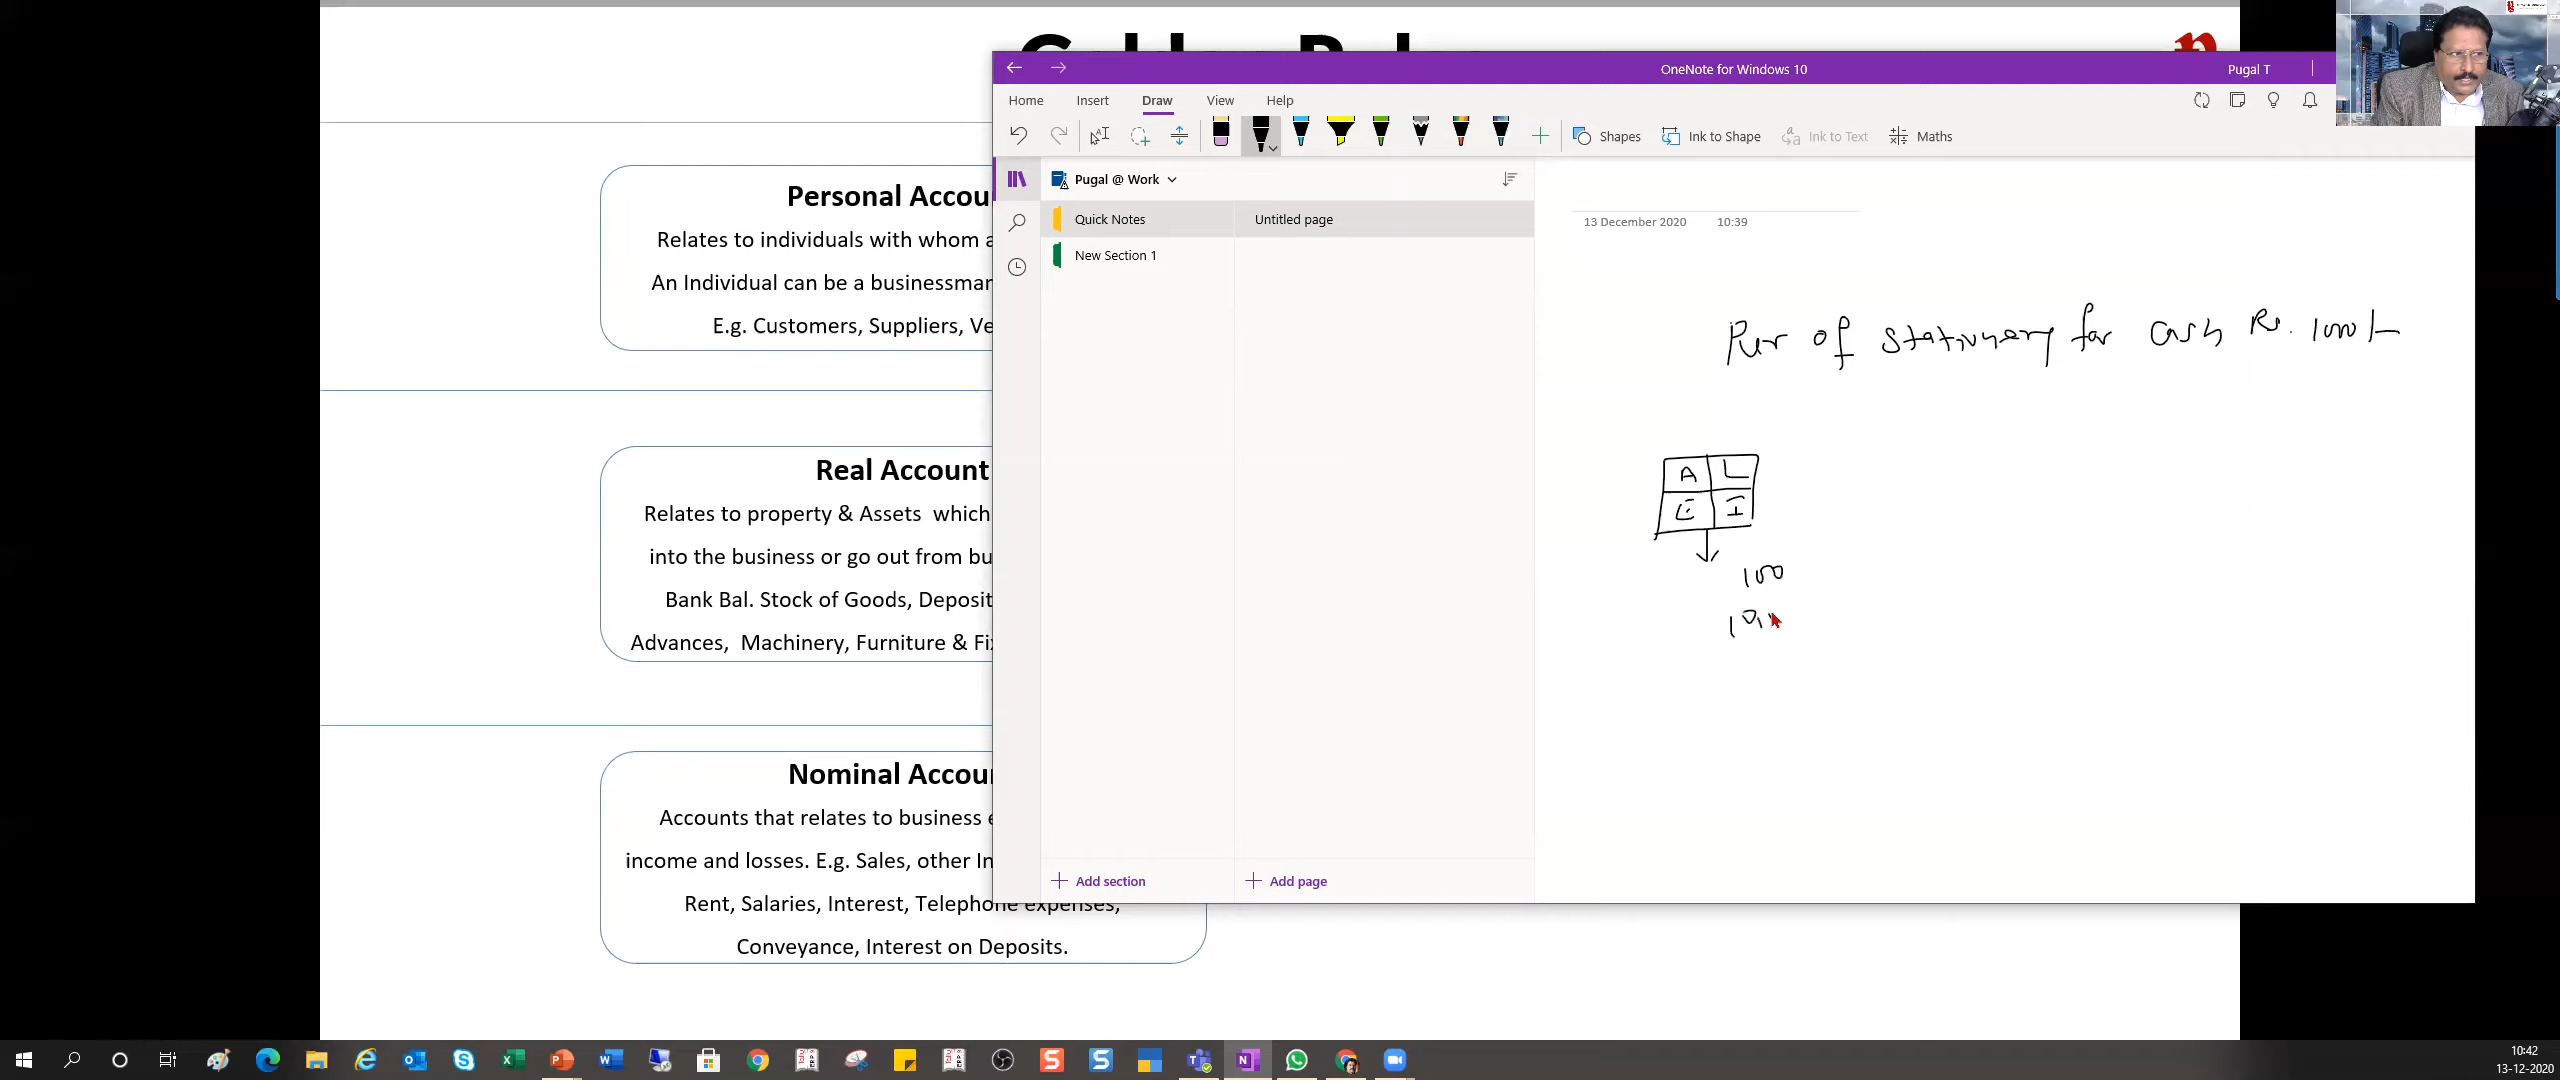 OneNote for Windows 10
Pugal T
Home Insert Draw View Help
Shapes Ink to Shape Ink to Text Maths
Pugal @ Work
Quick Notes
New Section 1
Untitled page
Add section
Add page
13 December 2020 10:39
Pur of stationery for cash Rs. 1000/-
A L
E I
100
Personal Accou
Relates to individuals with whom a
An Individual can be a businessmar
E.g. Customers, Suppliers, Ve
Real Account
Relates to property & Assets which
into the business or go out from bu
Bank Bal. Stock of Goods, Deposit
Advances, Machinery, Furniture & Fix
Nominal Accou
Accounts that relates to business e
income and losses. E.g. Sales, other In
Rent, Salaries, Interest, Telephone expenses,
Conveyance, Interest on Deposits.
10:42
13-12-2020